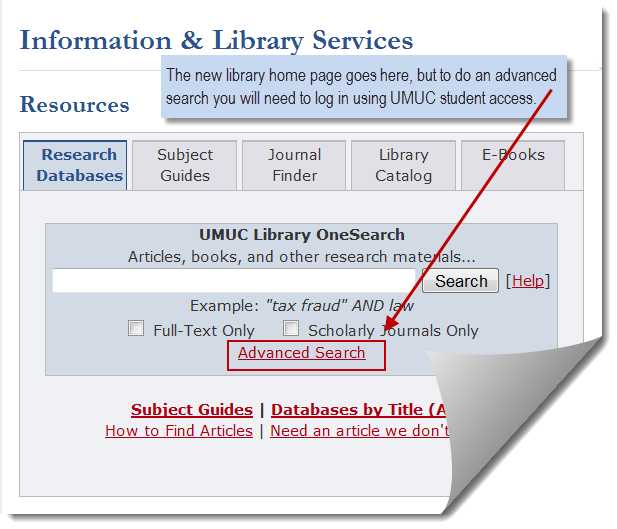 Information & Library Services
The new library home page goes here, but to do an advanced
search you will need to log in using UMUC student access.
Resources
Research Databases
Subject Guides
Journal Finder
Library Catalog
E-Books
UMUC Library OneSearch
Articles, books, and other research materials...
Search [Help]
Example: "tax fraud" AND law
Full-Text Only Scholarly Journals Only
Advanced Search
Subject Guides | Databases by Title (A
How to Find Articles | Need an article we don't